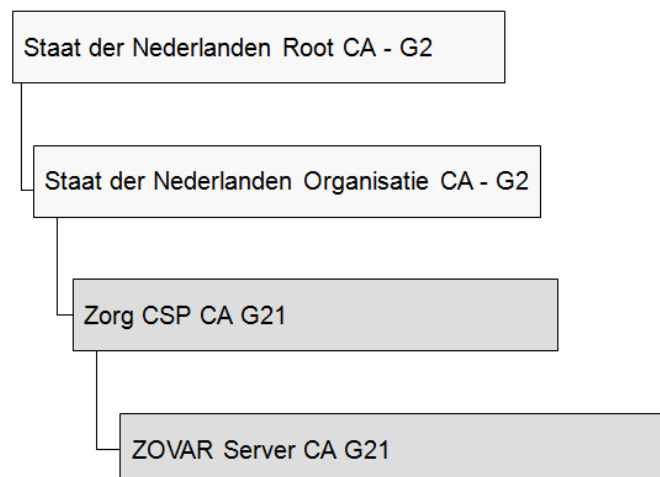 Staat der Nederlanden Root CA - G2
Staat der Nederlanden Organisatie CA - G2
Zorg CSP CA G21
ZOVAR Server CA G21